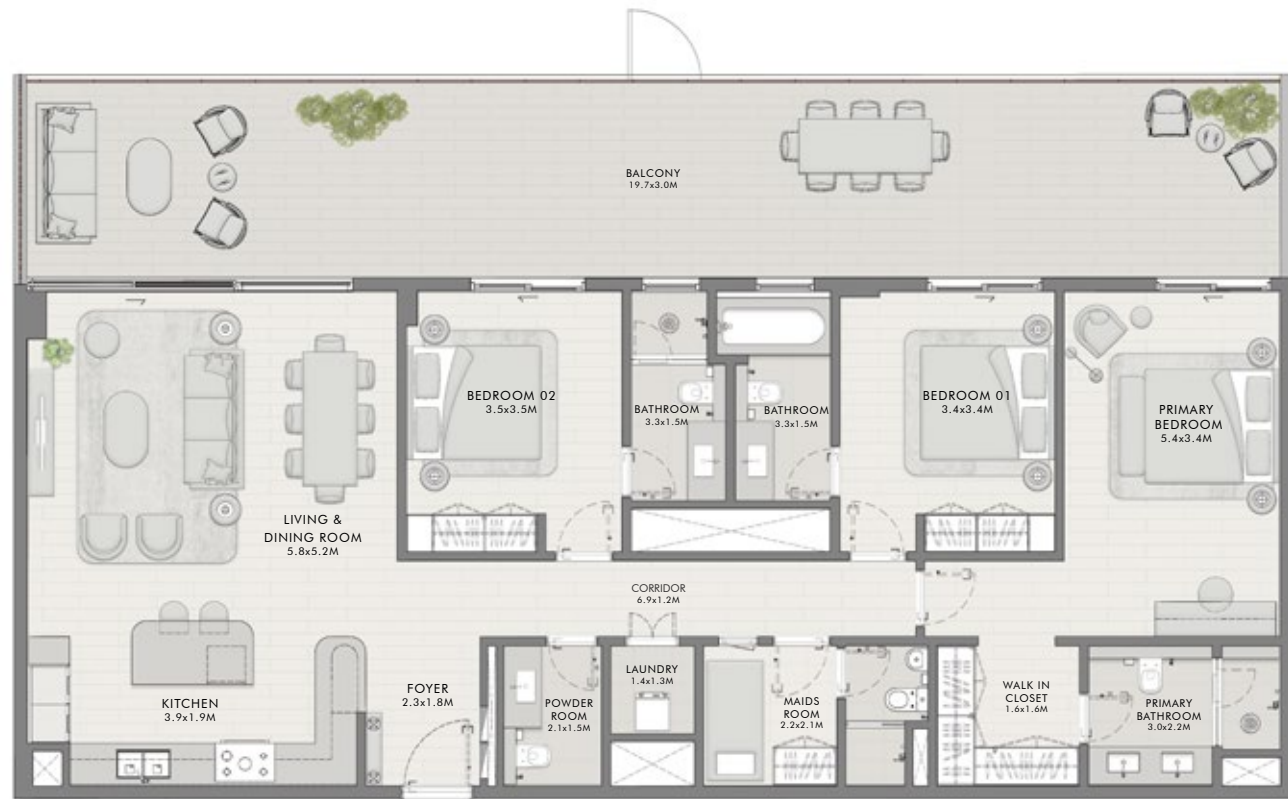 BALCONY
19.7x3.0M
BEDROOM 02
3.5x3.5M
BATHROOM
3.3x1.5M
BATHROOM
3.3x1.5M
BEDROOM 01
3.4x3.4M
PRIMARY
BEDROOM
5.4x3.4M
LIVING &
DINING ROOM
5.8x5.2M
CORRIDOR
6.9x1.2M
KITCHEN
3.9x1.9M
FOYER
2.3x1.8M
POWDER
ROOM
2.1x1.5M
LAUNDRY
1.4x1.3M
MAIDS
ROOM
2.2x2.1M
WALK IN
CLOSET
1.6x1.6M
PRIMARY
BATHROOM
3.0x2.2M